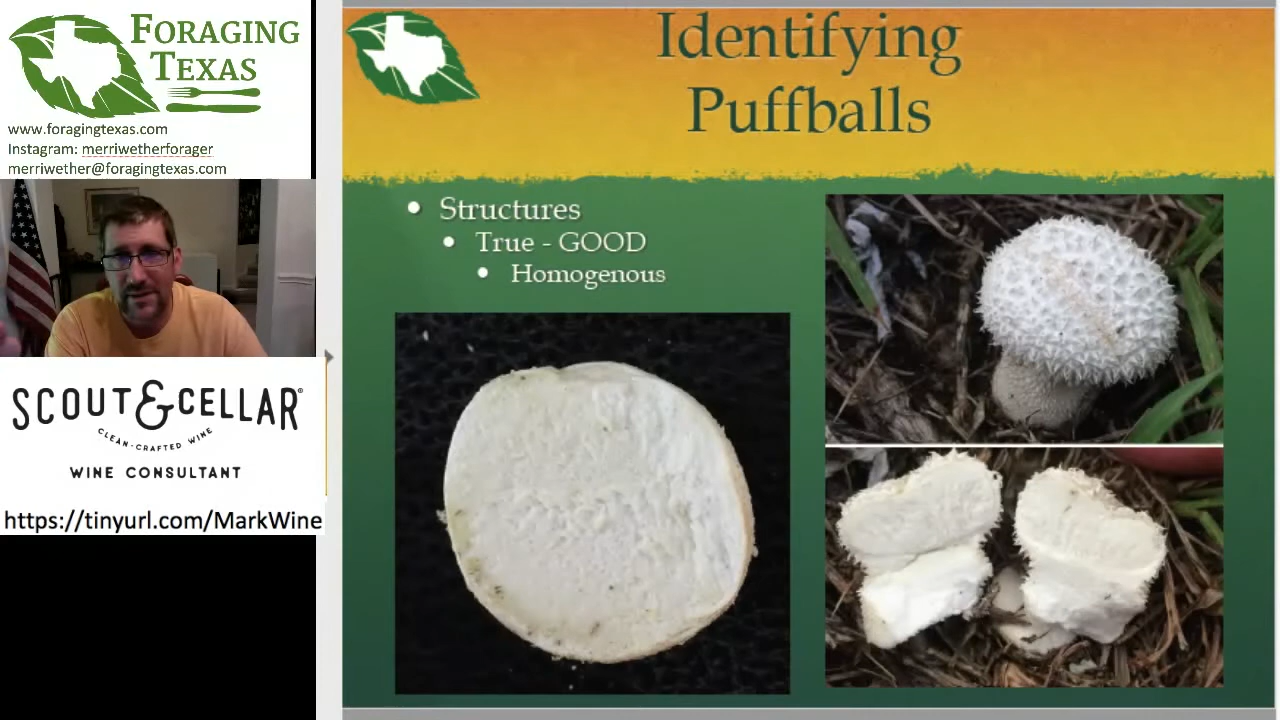 FORAGING
TEXAS
www.foragingtexas.com
Instagram: merriwetherforager
merriwether@foragingtexas.com
SCOUT & CELLAR®
CLEAN-CRAFTED WINE
WINE CONSULTANT
https://tinyurl.com/MarkWine
Identifying
Puffballs
• Structures
• True - GOOD
• Homogenous